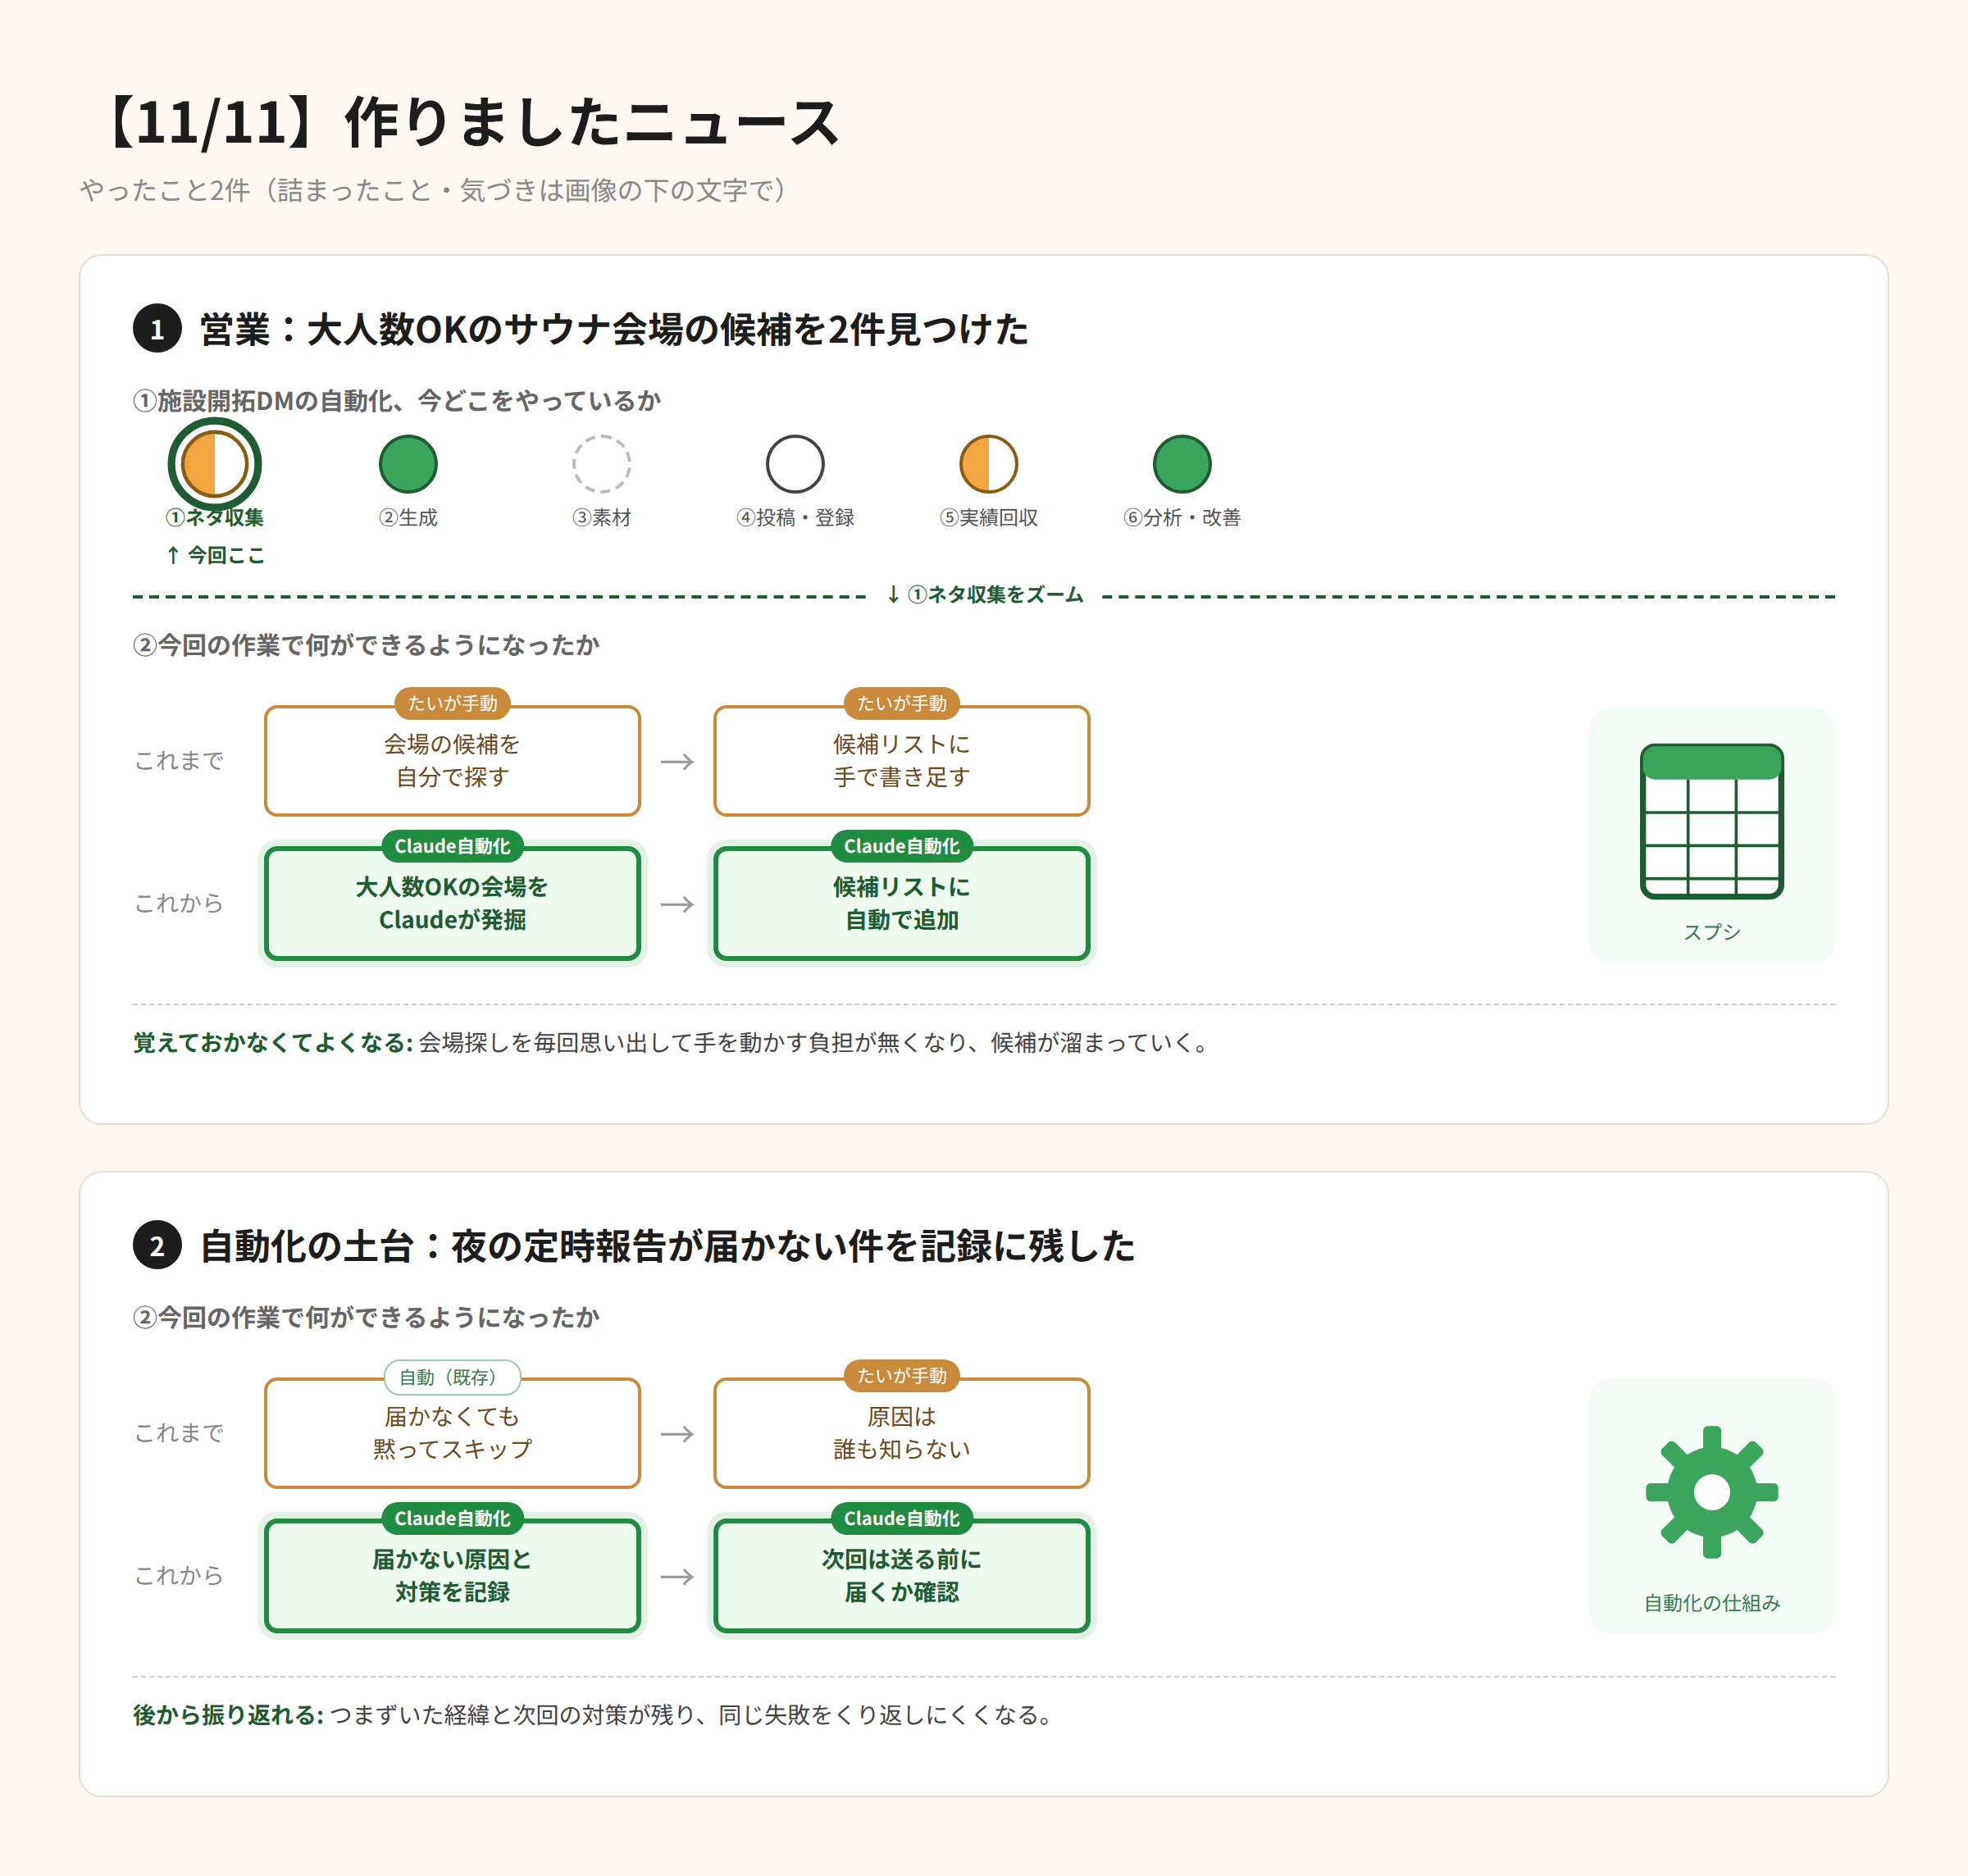 【11/11】作りましたニュース
やったこと2件（詰まったこと・気づきは画像の下の文字で）
1 営業：大人数OKのサウナ会場の候補を2件見つけた
①施設開拓DMの自動化、今どこをやっているか
①ネタ収集 ②生成 ③素材 ④投稿・登録 ⑤実績回収 ⑥分析・改善
↑ 今回ここ
↓ ①ネタ収集をズーム
②今回の作業で何ができるようになったか
これまで
たいが手動
会場の候補を
自分で探す
→
たいが手動
候補リストに
手で書き足す
これから
Claude自動化
大人数OKの会場を
Claudeが発掘
→
Claude自動化
候補リストに
自動で追加
スプシ
覚えておかなくてよくなる: 会場探しを毎回思い出して手を動かす負担が無くなり、候補が溜まっていく。
2 自動化の土台：夜の定時報告が届かない件を記録に残した
②今回の作業で何ができるようになったか
これまで
自動（既存）
届かなくても
黙ってスキップ
→
たいが手動
原因は
誰も知らない
これから
Claude自動化
届かない原因と
対策を記録
→
Claude自動化
次回は送る前に
届くか確認
自動化の仕組み
後から振り返れる: つまずいた経緯と次回の対策が残り、同じ失敗をくり返しにくくなる。